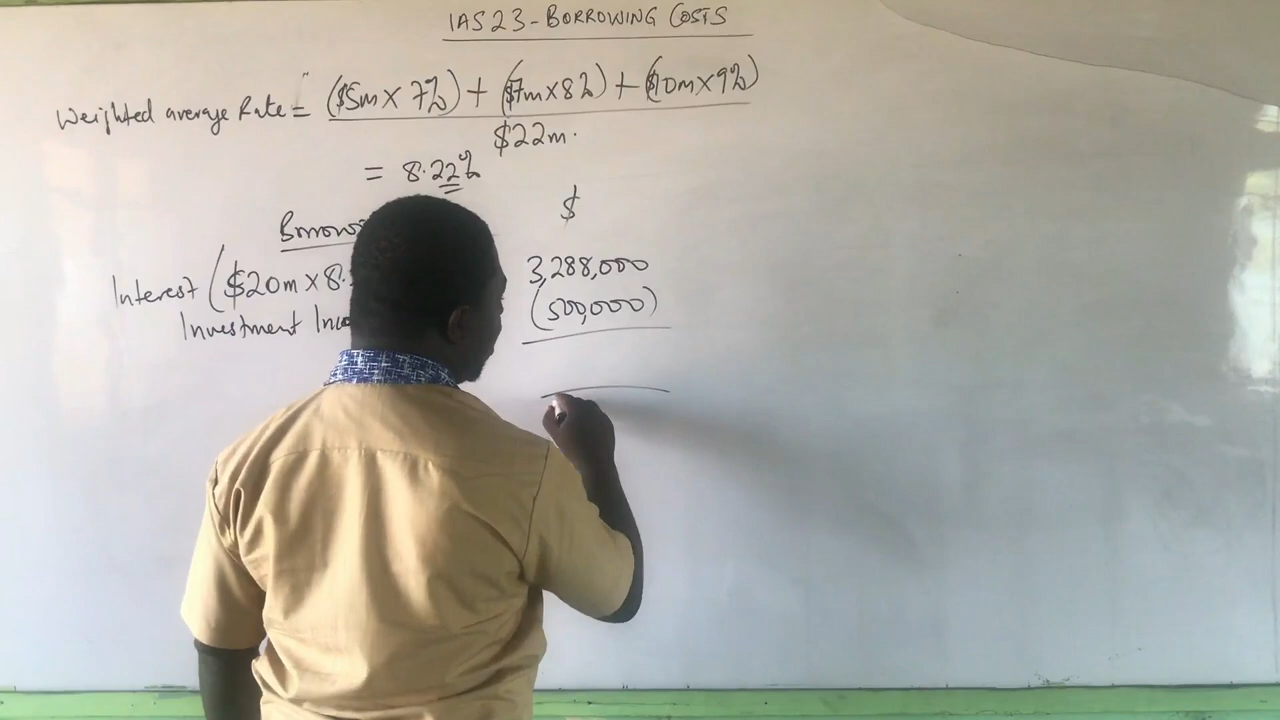 IAS 23 - BORROWING COSTS
Weighted average Rate = ($5m x 7%) + ($7m x 8%) + ($10m x 9%)
$22m.
= 8.22%
$
Interest ($20m x 8. 3,288,000
Investment (500,000)